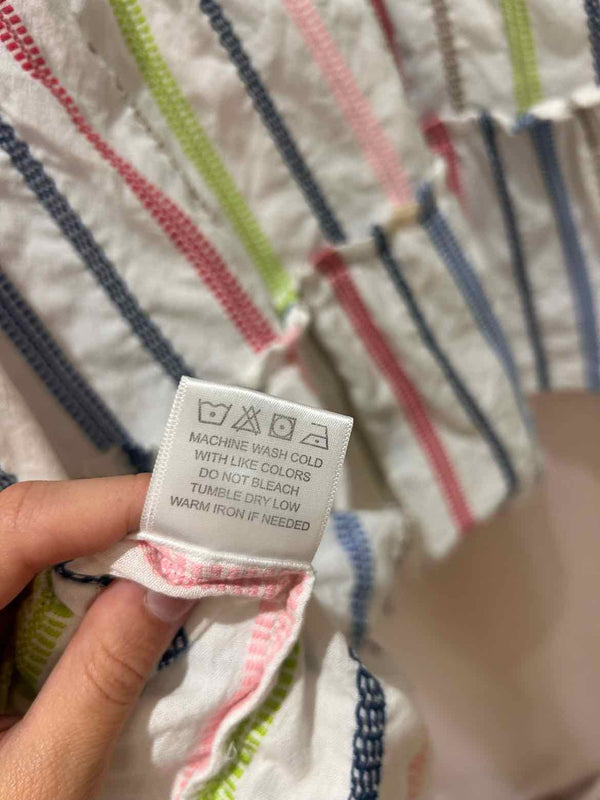 MACHINE WASH COLD
WITH LIKE COLORS
DO NOT BLEACH
TUMBLE DRY LOW
WARM IRON IF NEEDED